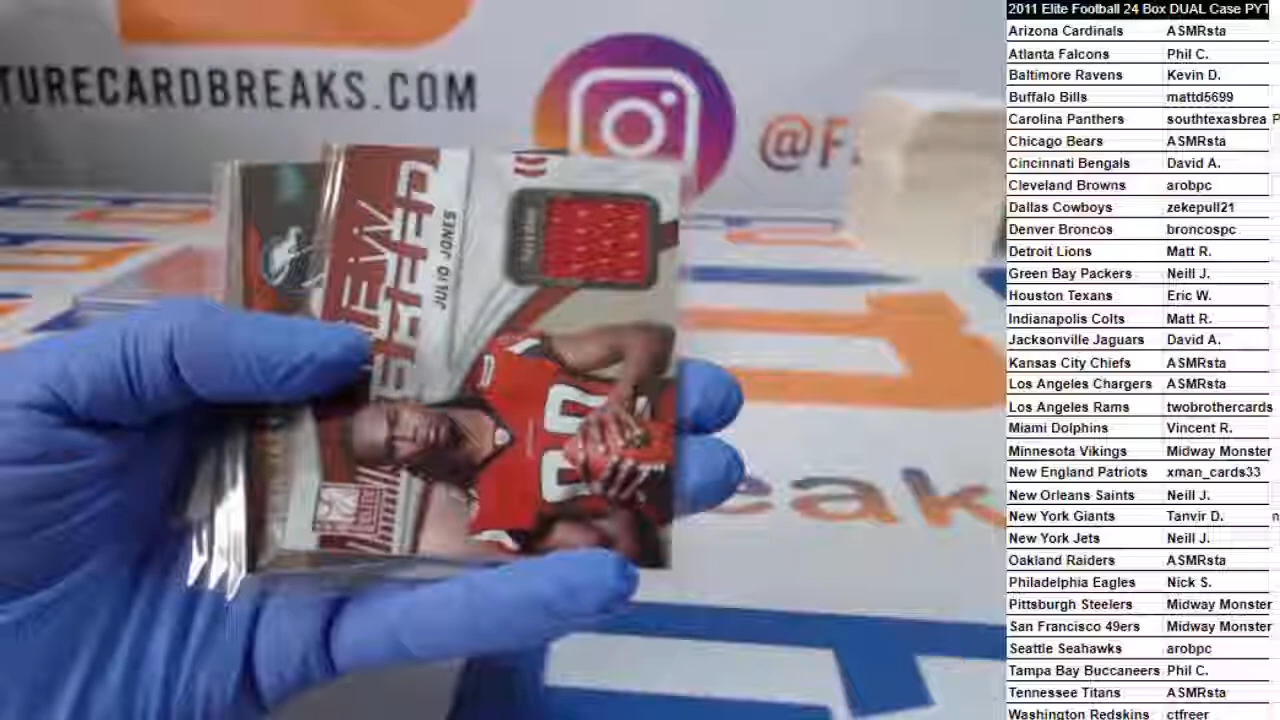 TURECARDBREAKS.COM
@F
NEW
BREED
JULIO JONES
ELITE
eak
2011 Elite Football 24 Box DUAL Case PYT
Arizona Cardinals ASMRsta
Atlanta Falcons Phil C.
Baltimore Ravens Kevin D.
Buffalo Bills mattd5699
Carolina Panthers southtexasbrea P
Chicago Bears ASMRsta
Cincinnati Bengals David A.
Cleveland Browns arobpc
Dallas Cowboys zekepull21
Denver Broncos broncospc
Detroit Lions Matt R.
Green Bay Packers Neill J.
Houston Texans Eric W.
Indianapolis Colts Matt R.
Jacksonville Jaguars David A.
Kansas City Chiefs ASMRsta
Los Angeles Chargers ASMRsta
Los Angeles Rams twobrothercards
Miami Dolphins Vincent R.
Minnesota Vikings Midway Monster
New England Patriots xman_cards33
New Orleans Saints Neill J.
New York Giants Tanvir D. n
New York Jets Neill J.
Oakland Raiders ASMRsta
Philadelphia Eagles Nick S.
Pittsburgh Steelers Midway Monster
San Francisco 49ers Midway Monster
Seattle Seahawks arobpc
Tampa Bay Buccaneers Phil C.
Tennessee Titans ASMRsta
Washington Redskins ctfreer